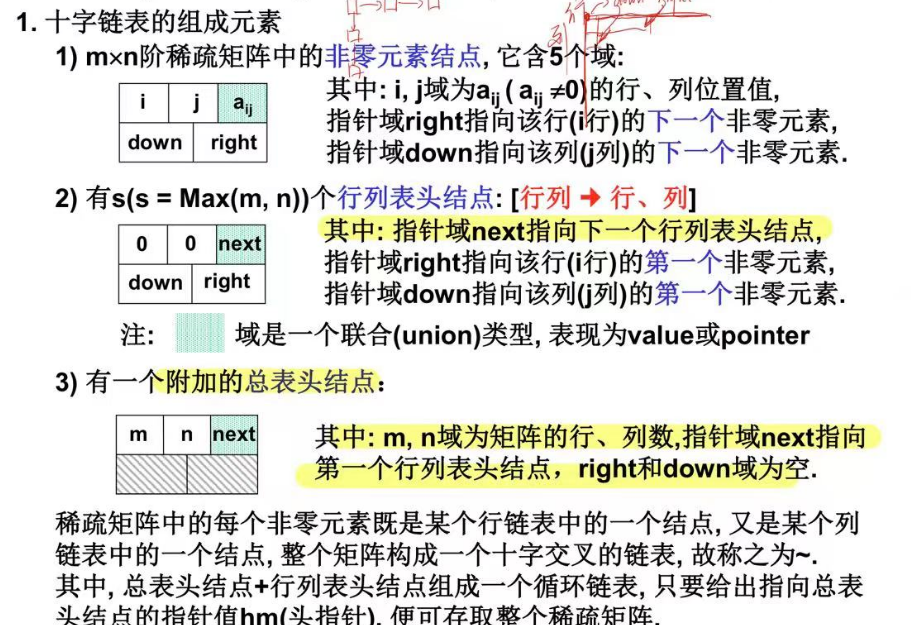 行
列
1. 十字链表的组成元素
1) m×n阶稀疏矩阵中的非零元素结点, 它含5个域:
i j aij
down right
其中: i, j域为aij ( aij ≠0)的行、列位置值,
指针域right指向该行(i行)的下一个非零元素,
指针域down指向该列(j列)的下一个非零元素.
2) 有s(s = Max(m, n))个行列表头结点: [行列 ➔ 行、列]
0 0 next
down right
其中: 指针域next指向下一个行列表头结点,
指针域right指向该行(i行)的第一个非零元素,
指针域down指向该列(j列)的第一个非零元素.
注: 域是一个联合(union)类型, 表现为value或pointer
3) 有一个附加的总表头结点：
m n next
其中: m, n域为矩阵的行、列数,指针域next指向
第一个行列表头结点，right和down域为空.
稀疏矩阵中的每个非零元素既是某个行链表中的一个结点, 又是某个列
链表中的一个结点, 整个矩阵构成一个十字交叉的链表, 故称之为~.
其中, 总表头结点+行列表头结点组成一个循环链表, 只要给出指向总表
头结点的指针值hm(头指针), 便可存取整个稀疏矩阵.